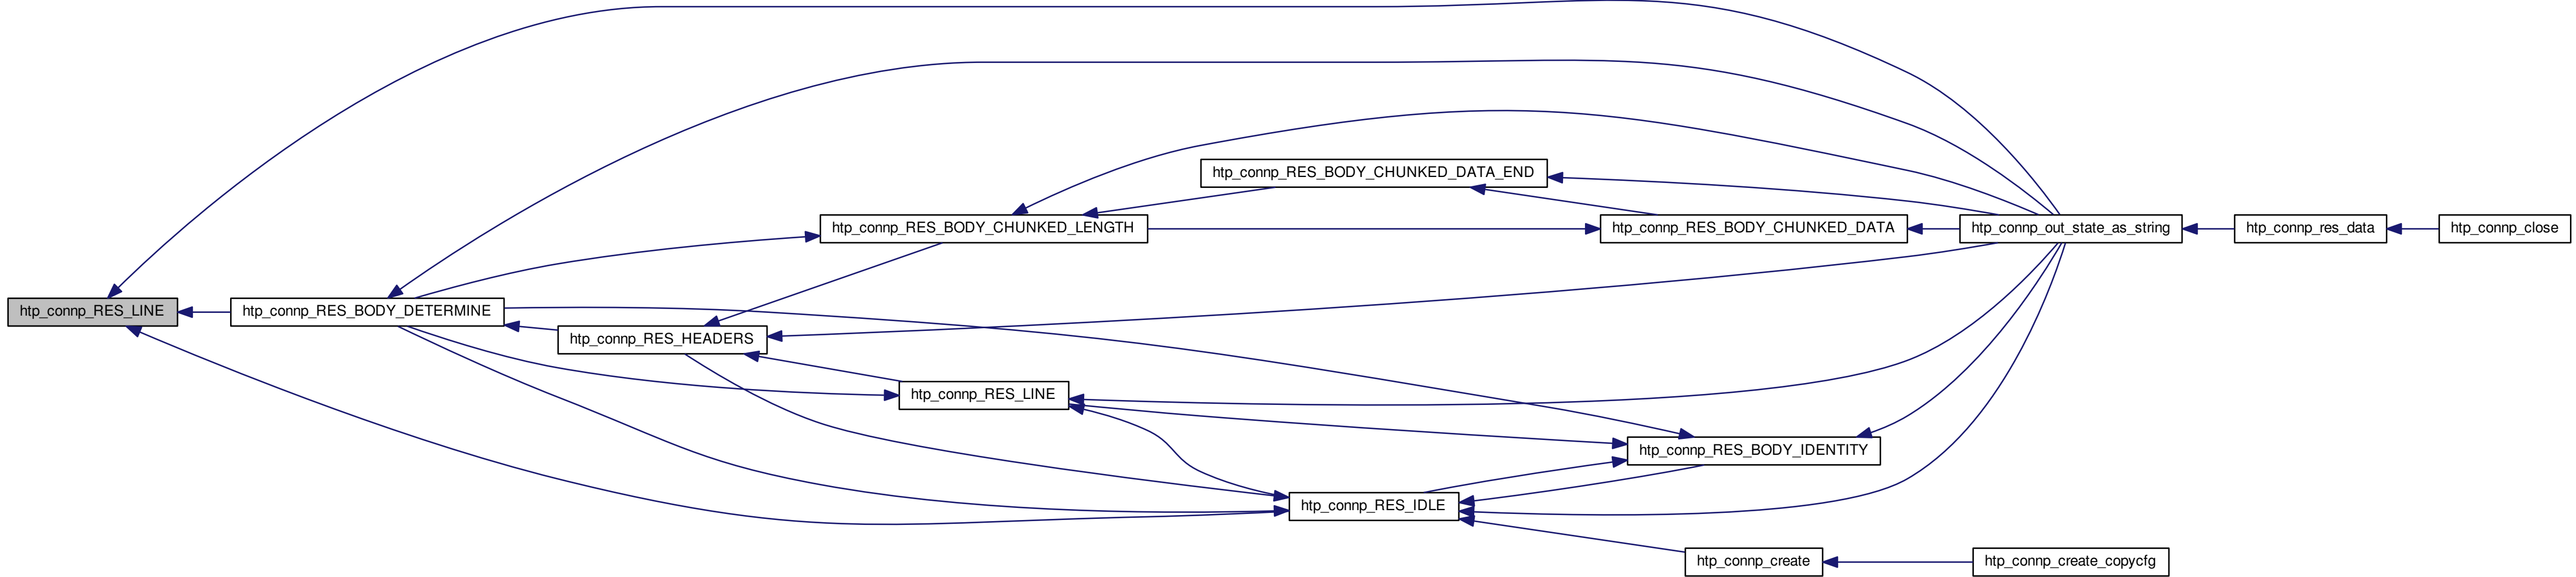 htp_connp_RES_BODY_CHUNKED_DATA_END
htp_connp_RES_BODY_CHUNKED_LENGTH
htp_connp_RES_BODY_CHUNKED_DATA
htp_connp_out_state_as_string
htp_connp_res_data
htp_connp_close
htp_connp_RES_LINE
htp_connp_RES_BODY_DETERMINE
htp_connp_RES_HEADERS
htp_connp_RES_LINE
htp_connp_RES_BODY_IDENTITY
htp_connp_RES_IDLE
htp_connp_create
htp_connp_create_copycfg